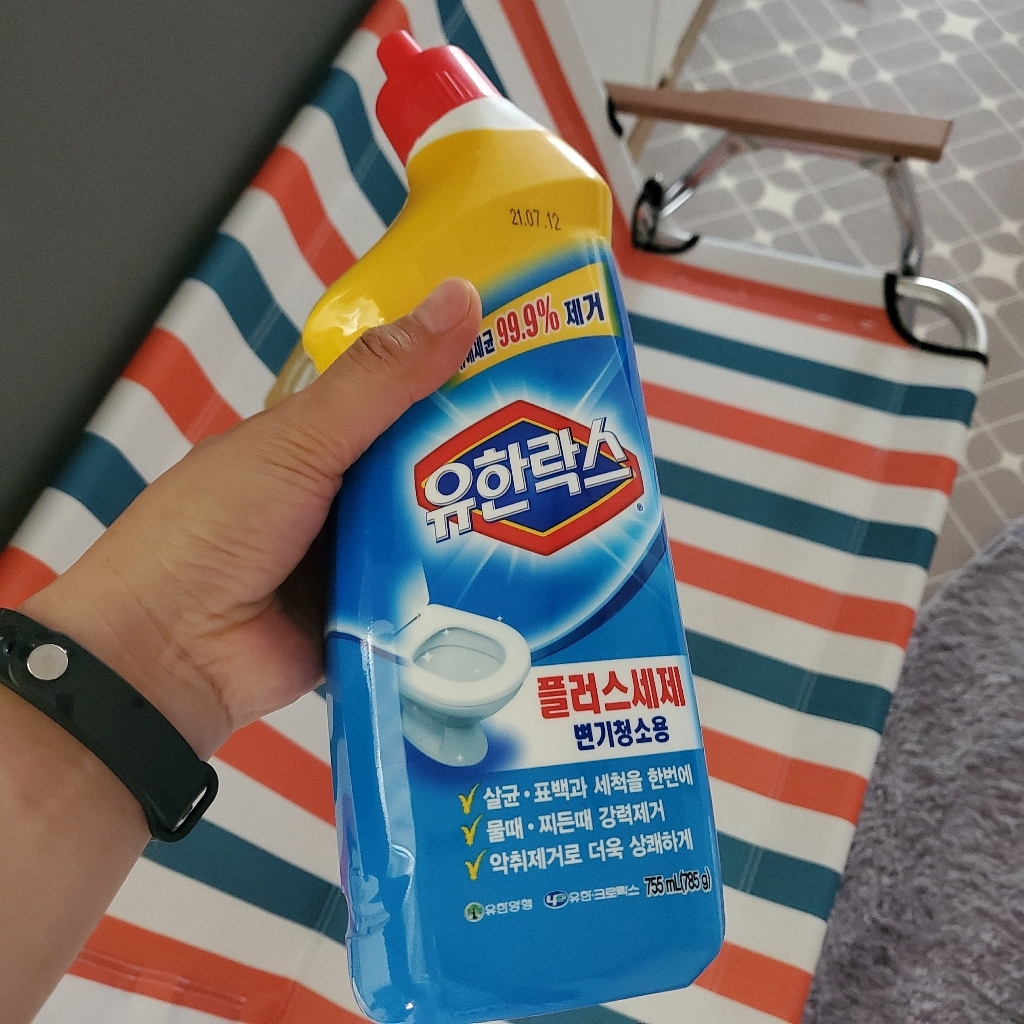 21.07.12
99.9% 제거
유한락스
플러스세제
변기청소용
살균·표백과 세척을 한번에
물때·찌든때 강력제거
악취제거로 더욱 상쾌하게
유한양행 유한크로락스 755 mL(785 g)